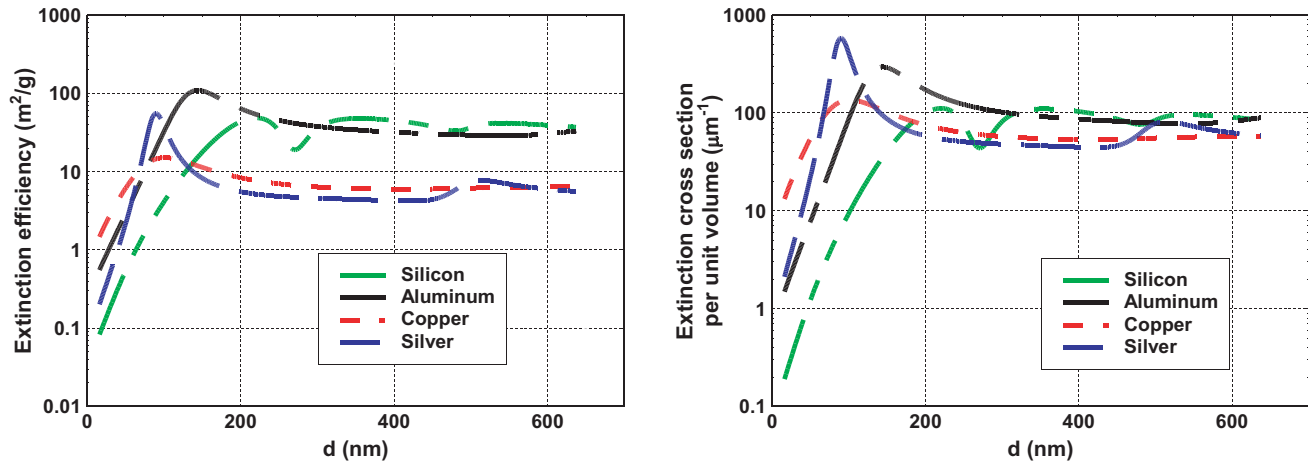 Extinction efficiency (m²/g)
1000
100
10
1
0.1
0.01
0
200
400
600
d (nm)
Silicon
Aluminum
Copper
Silver
Extinction cross section
per unit volume (μm⁻¹)
1000
100
10
1
0.1
0
200
400
600
d (nm)
Silicon
Aluminum
Copper
Silver